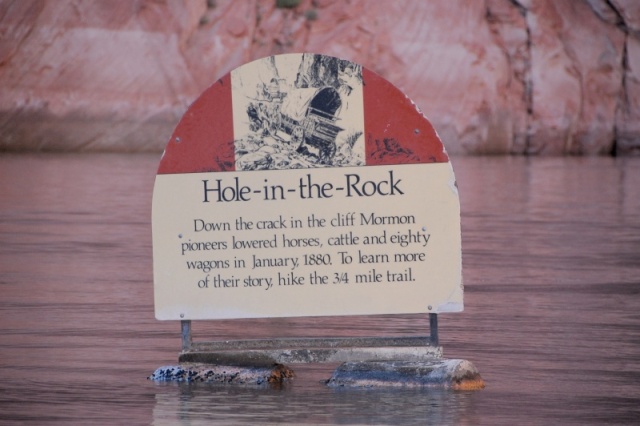 Hole-in-the-Rock
Down the crack in the cliff Mormon
pioneers lowered horses, cattle and eighty
wagons in January, 1880. To learn more
of their story, hike the 3/4 mile trail.